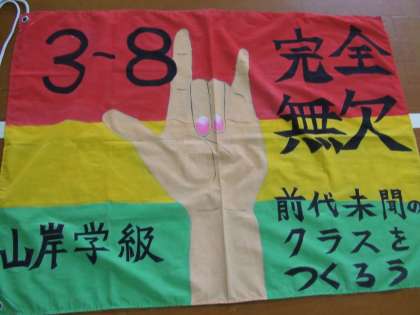 3-8
完全
無欠
山岸学級
前代未聞の
クラスを
つくろう